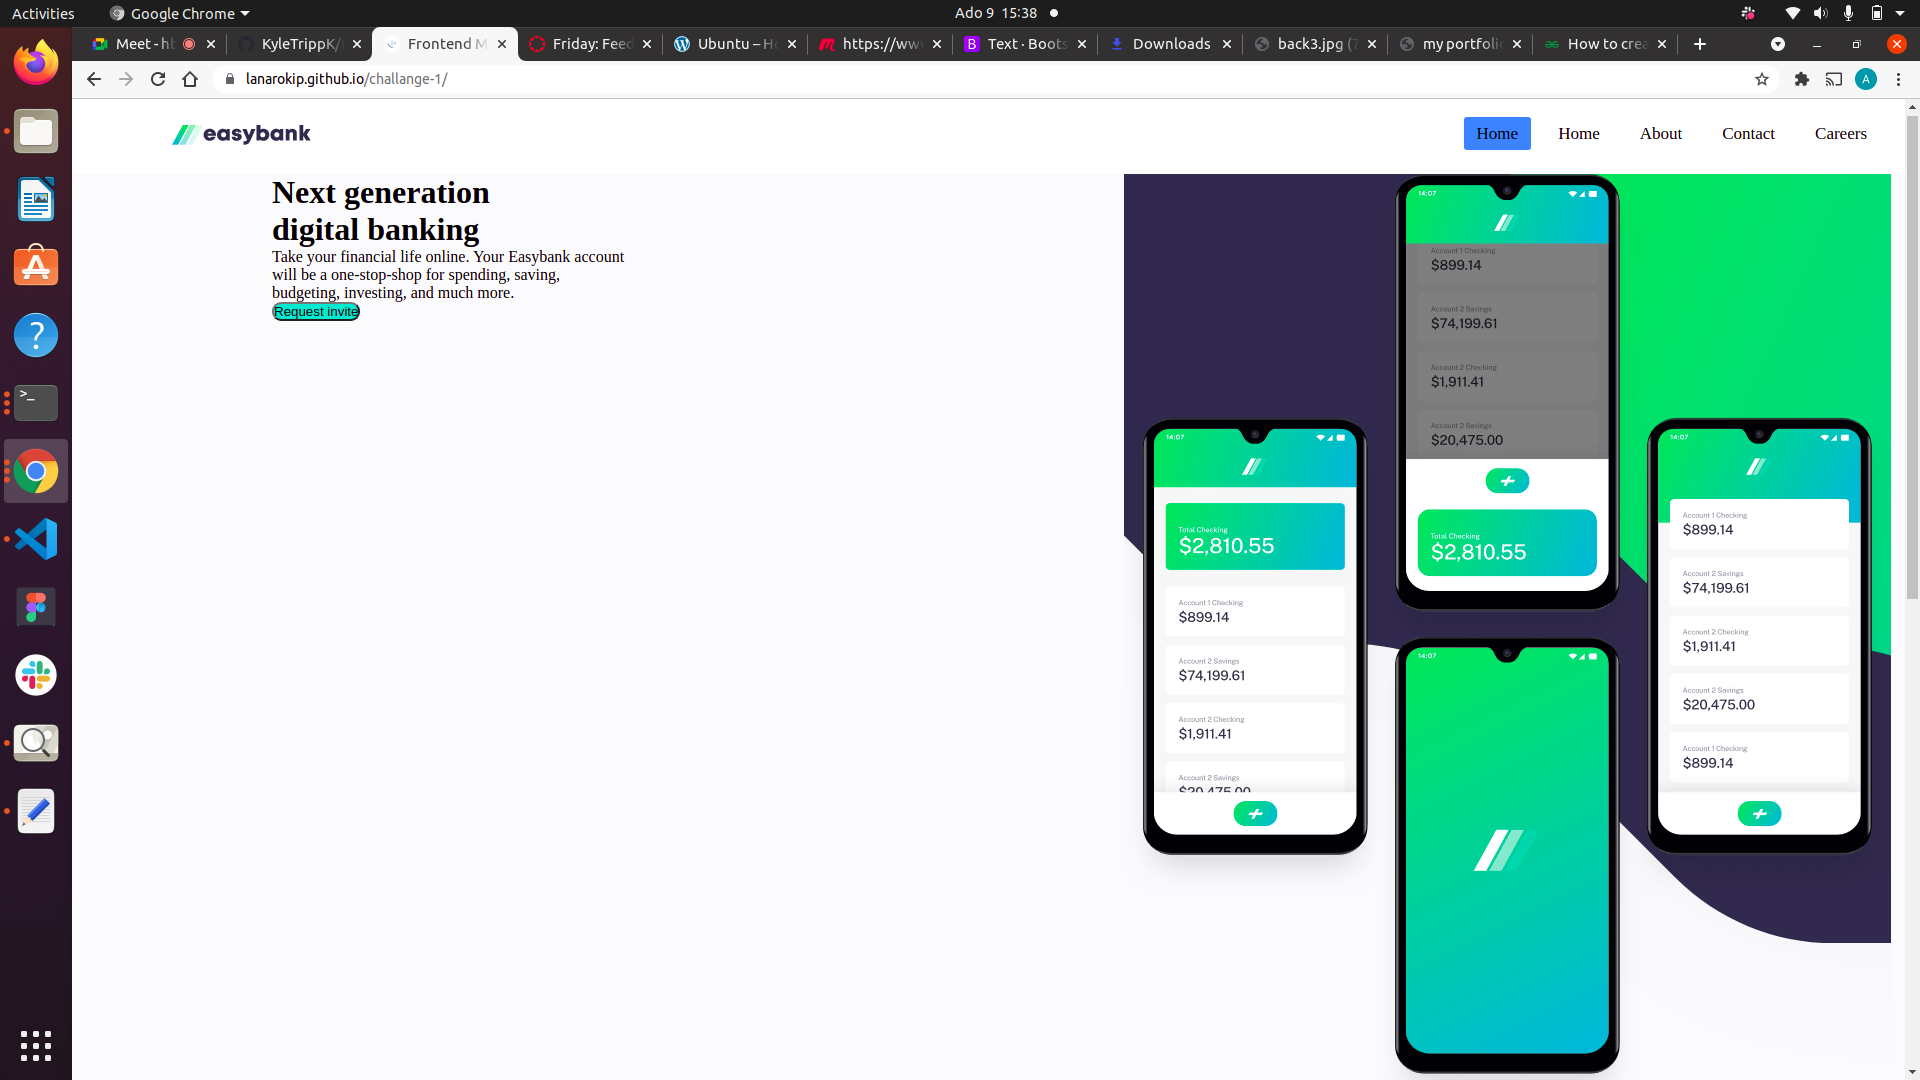 Activities
Google Chrome
Ado 9 15:38
Meet - hb
KyleTrippK/
Frontend M
Friday: Feed
Ubuntu – Ho
https://www
Text · Boots
Downloads
back3.jpg (7
my portfolio
How to crea
lanarokip.github.io/challange-1/
A
easybank
Home
Home
About
Contact
Careers
Next generation
digital banking
Take your financial life online. Your Easybank account
will be a one-stop-shop for spending, saving,
budgeting, investing, and much more.
Request invite
14:07
Account 1 Checking
$899.14
Account 2 Savings
$74,199.61
Account 2 Checking
$1,911.41
Account 2 Savings
$20,475.00
Total Checking
$2,810.55
14:07
Total Checking
$2,810.55
Account 1 Checking
$899.14
Account 2 Savings
$74,199.61
Account 2 Checking
$1,911.41
Account 2 Savings
$20,475.00
14:07
Account 1 Checking
$899.14
Account 2 Savings
$74,199.61
Account 2 Checking
$1,911.41
Account 2 Savings
$20,475.00
Account 1 Checking
$899.14
14:07